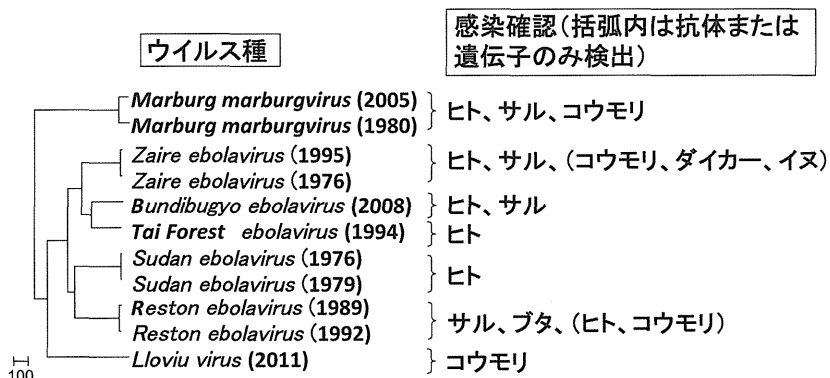 ウイルス種
感染確認(括弧内は抗体または
遺伝子のみ検出)
Marburg marburgvirus (2005)
Marburg marburgvirus (1980)
ヒト、サル、コウモリ
Zaire ebolavirus (1995)
Zaire ebolavirus (1976)
ヒト、サル、(コウモリ、ダイカー、イヌ)
Bundibugyo ebolavirus (2008)
ヒト、サル
Tai Forest ebolavirus (1994)
ヒト
Sudan ebolavirus (1976)
Sudan ebolavirus (1979)
ヒト
Reston ebolavirus (1989)
Reston ebolavirus (1992)
サル、ブタ、(ヒト、コウモリ)
Lloviu virus (2011)
コウモリ
100